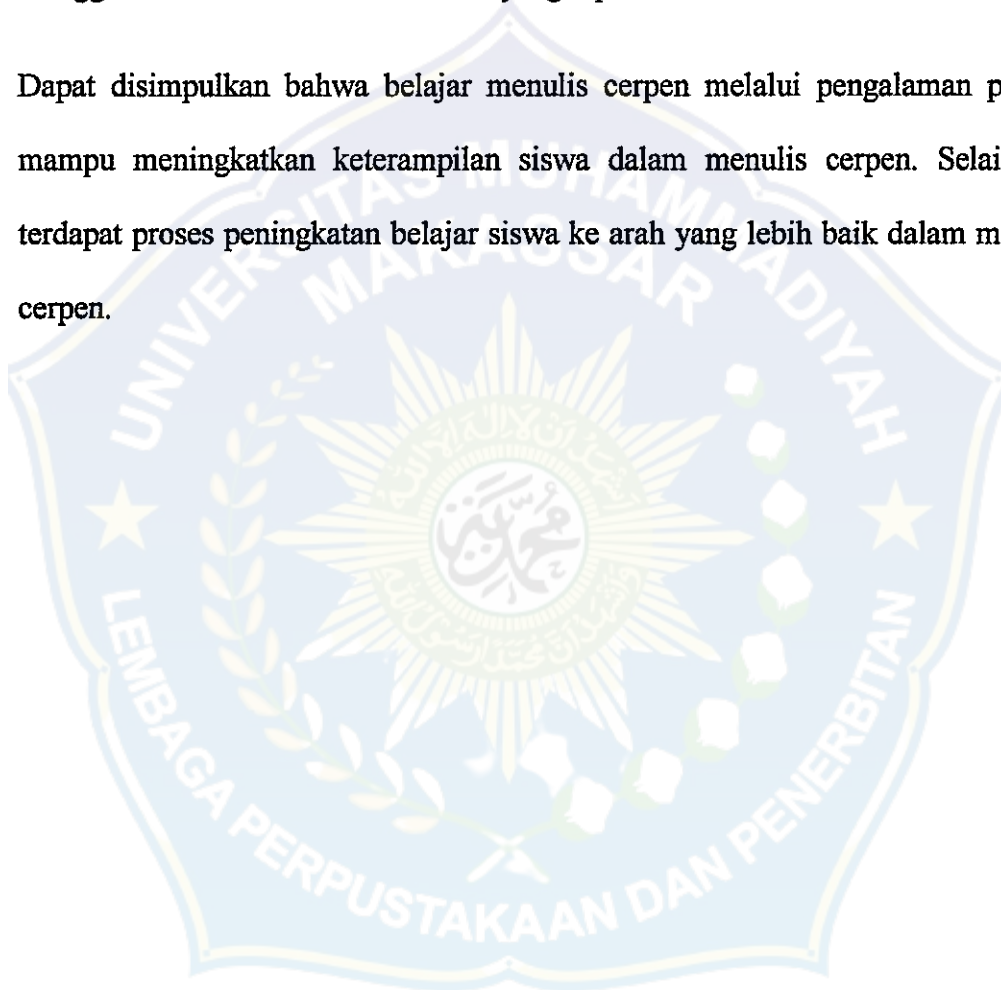 Dapat disimpulkan bahwa belajar menulis cerpen melalui pengalaman p
mampu meningkatkan keterampilan siswa dalam menulis cerpen. Selai
terdapat proses peningkatan belajar siswa ke arah yang lebih baik dalam m
cerpen.
UNIVERSITAS MUHAMMADIYAH
MAKASSAR
LEMBAGA PERPUSTAKAAN DAN PENERBITAN